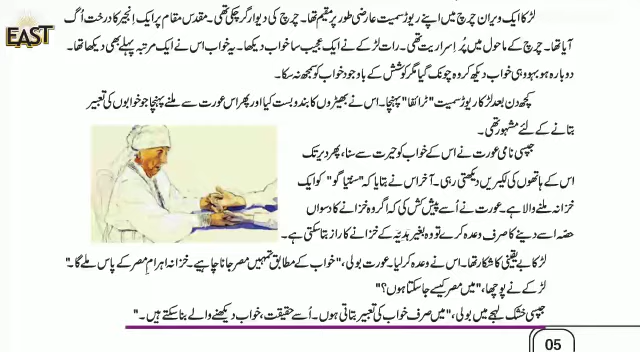 EAST
لڑکا ایک ویران چرچ میں اپنے ریوڑ سمیت عارضی طور پر مقیم تھا۔ چرچ کی دیوار گر چکی تھی۔ مقدس مقام پر ایک انجیر کا درخت اُگ
آیا تھا۔ چرچ کے ماحول میں پُر اسراریت تھی۔ رات لڑکے نے ایک عجیب سا خواب دیکھا۔ یہ خواب اس نے ایک مرتبہ پہلے بھی دیکھا تھا۔
دوبارہ ہو بہو وہی خواب دیکھ کر وہ چونک گیا مگر کوشش کے باوجود خواب کو سمجھ نہ سکا۔
کچھ دن بعد لڑکا ریوڑ سمیت "ٹرائفا" پہنچا۔ اس نے بھیڑوں کا بندوبست کیا اور پھر اس عورت سے ملنے پہنچا جو خوابوں کی تعبیر
بتانے کے لئے مشہور تھی۔
جپسی نامی عورت نے اس کے خواب کو حیرت سے سنا، پھر دیر تک
اس کے ہاتھوں کی لکیریں دیکھتی رہی۔ آخر اس نے بتایا کہ "سنتیاگو" کو ایک
خزانہ ملنے والا ہے۔ عورت نے اُسے پیش کش کی کہ اگر وہ خزانے کا دسواں
حصّہ اسے دینے کا صرف وعدہ کرے تو وہ بغیر ہدیّہ کے خزانے کا راز بتا سکتی ہے۔
لڑکا بے یقینی کا شکار تھا۔ اس نے وعدہ کر لیا۔ عورت بولی، "خواب کے مطابق تمہیں مصر جانا چاہیے۔ خزانہ اہرامِ مصر کے پاس ملے گا۔"
لڑکے نے پوچھا، "میں مصر کیسے جا سکتا ہوں؟"
جپسی خشک لہجے میں بولی، "میں صرف خواب کی تعبیر بتاتی ہوں۔ اُسے حقیقت، خواب دیکھنے والے بنا سکتے ہیں۔"
05